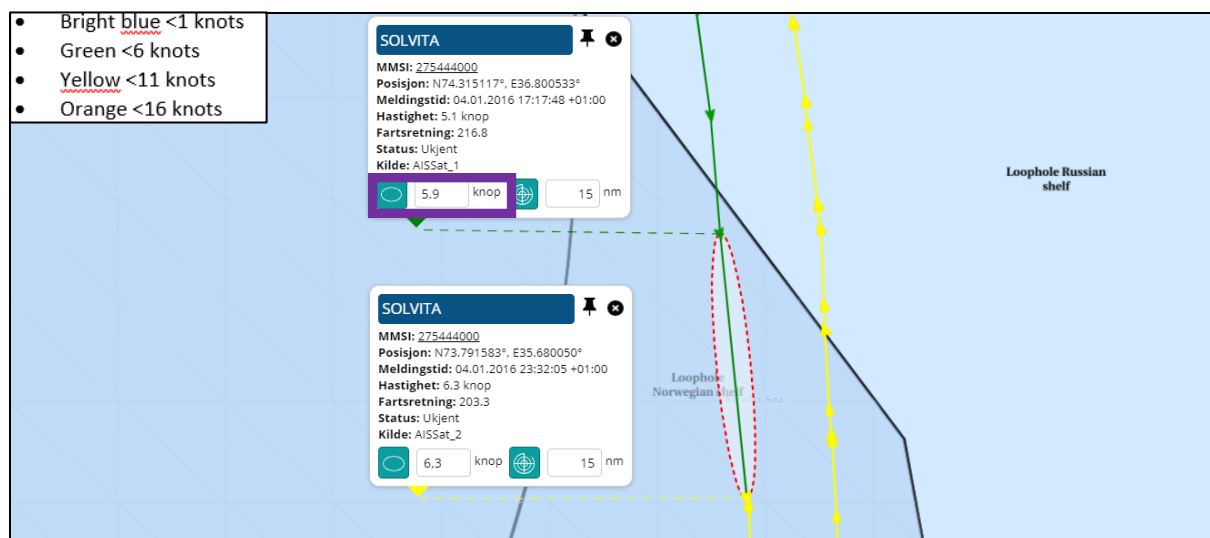 • Bright blue <1 knots
• Green <6 knots
• Yellow <11 knots
• Orange <16 knots
SOLVITA
MMSI: 275444000
Posisjon: N74.315117°, E36.800533°
Meldingstid: 04.01.2016 17:17:48 +01:00
Hastighet: 5.1 knop
Fartsretning: 216.8
Status: Ukjent
Kilde: AISSat_1
5,9 knop 15 nm
Loophole Russian
shelf
SOLVITA
MMSI: 275444000
Posisjon: N73.791583°, E35.680050°
Meldingstid: 04.01.2016 23:32:05 +01:00
Hastighet: 6.3 knop
Fartsretning: 203.3
Status: Ukjent
Kilde: AISSat_2
6,3 knop 15 nm
Loophole
Norwegian shelf
Sea